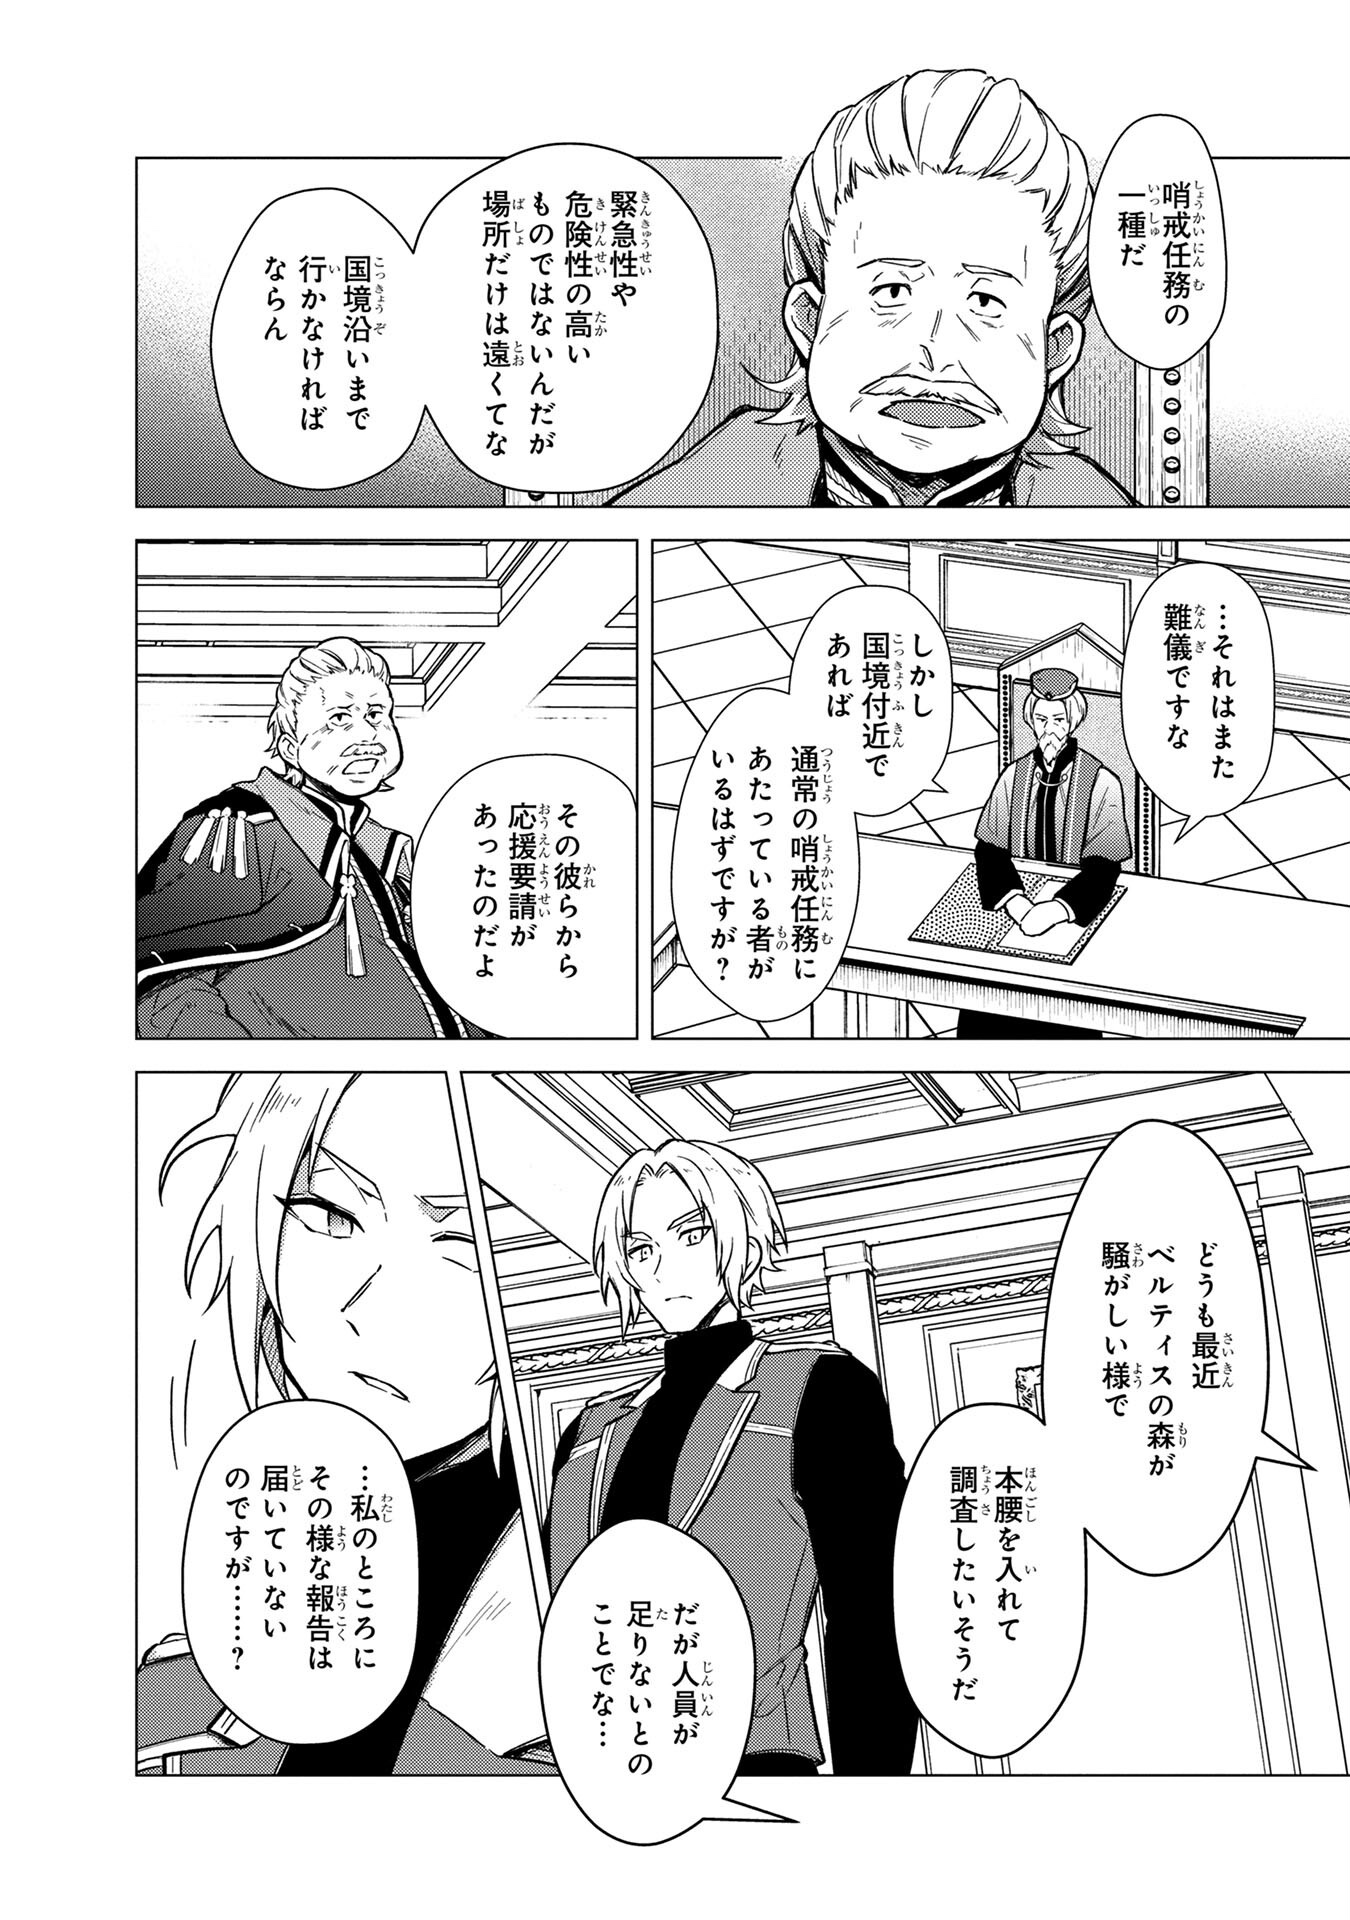 哨戒任務の
一種だ
緊急性や
危険性の高い
ものではないんだが
場所だけは遠くてな
国境沿いまで
行かなければ
ならん
…それはまた
難儀ですな
しかし
国境付近で
あれば
通常の哨戒任務に
あたっている者が
いるはずですが?
その彼らから
応援要請が
あったのだよ
どうも最近
ベルティスの森が
騒がしい様で
本腰を入れて
調査したいそうだ
だが人員が
足りないとの
ことでな…
…私のところに
その様な報告は
届いていない
のですが……?